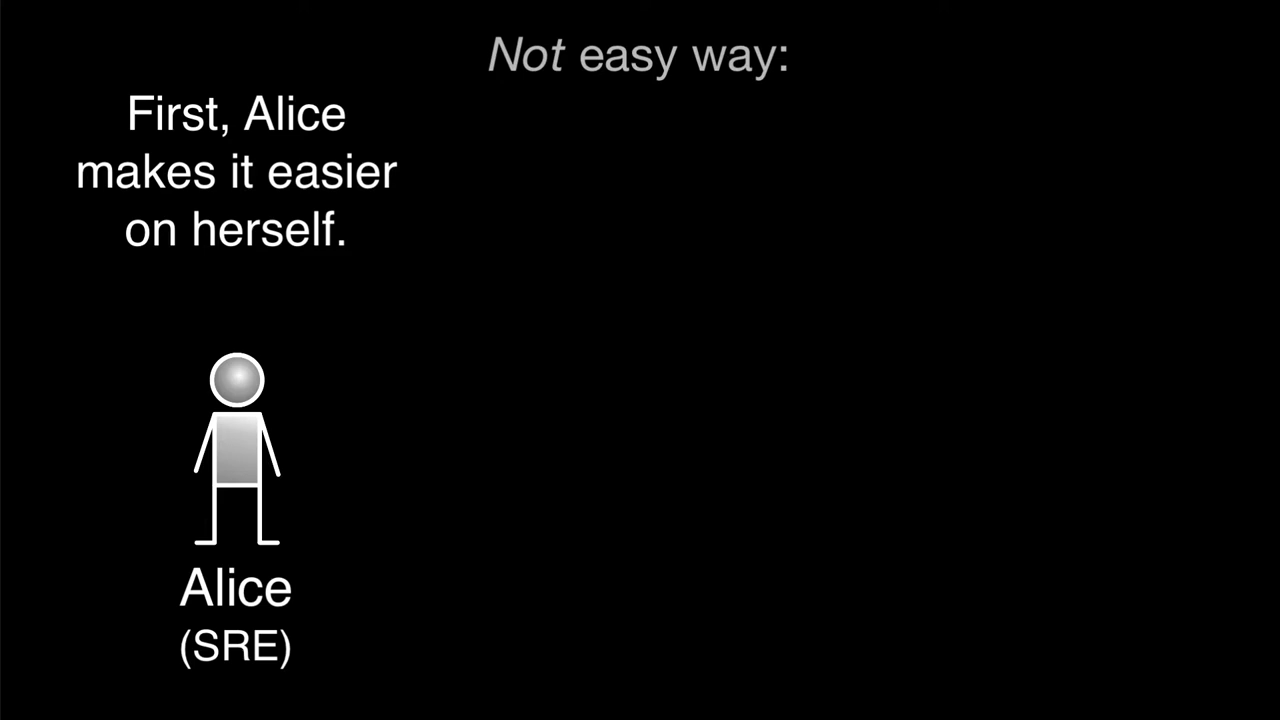 Not easy way:
First, Alice
makes it easier
on herself.
Alice
(SRE)